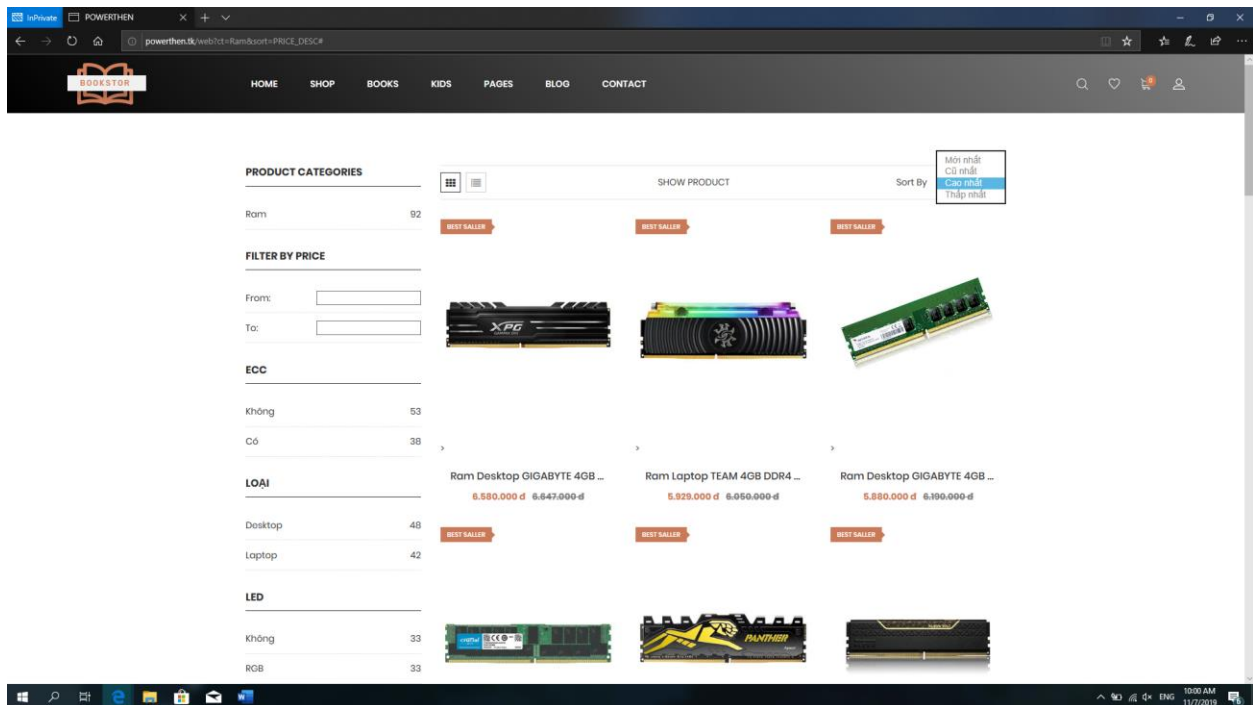 InPrivate POWERTHEN
powerthen.tk/web?ct=Ram&sort=PRICE_DESC#
BOOKSTOR
HOME SHOP BOOKS KIDS PAGES BLOG CONTACT
0
PRODUCT CATEGORIES
Ram 92
FILTER BY PRICE
From:
To:
ECC
Không 53
Có 38
LOẠI
Desktop 48
Laptop 42
LED
Không 33
RGB 33
SHOW PRODUCT
Sort By
Mới nhất
Cũ nhất
Cao nhất
Thấp nhất
BEST SALLER BEST SALLER BEST SALLER
XPG
Ram Desktop GIGABYTE 4GB ... Ram Laptop TEAM 4GB DDR4 ... Ram Desktop GIGABYTE 4GB ...
6.580.000 đ 6.647.000 đ 5.929.000 đ 6.050.000 đ 5.880.000 đ 6.190.000 đ
BEST SALLER BEST SALLER BEST SALLER
crucial
PANTHER
ENG
10:00 AM
11/7/2019